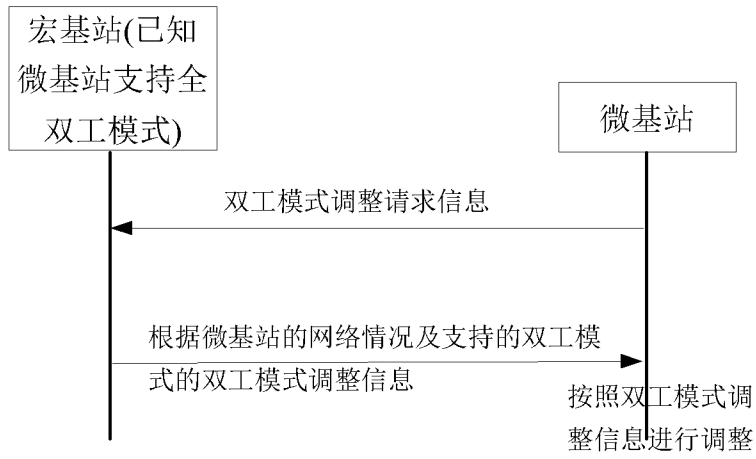 宏基站(已知
微基站支持全
双工模式)
微基站
双工模式调整请求信息
根据微基站的网络情况及支持的双工模
式的双工模式调整信息
按照双工模式调
整信息进行调整